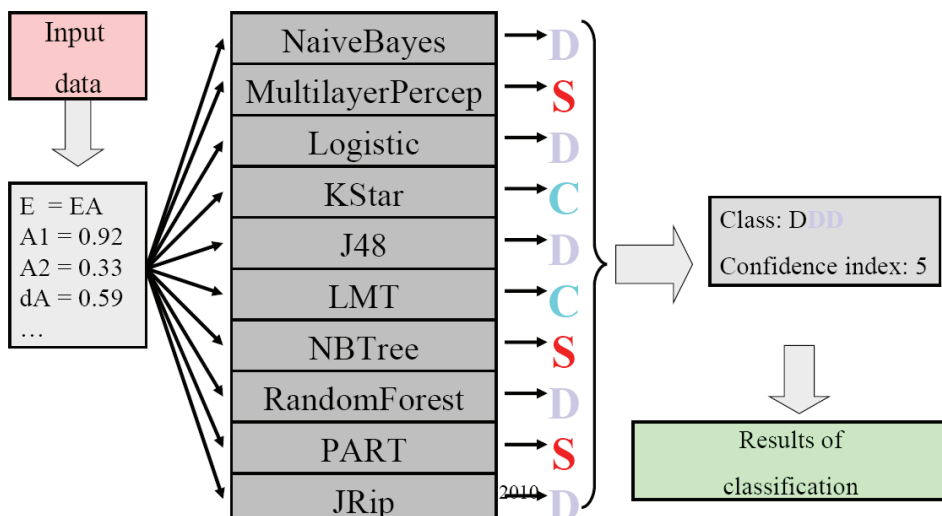 Input
data
E = EA
A1 = 0.92
A2 = 0.33
dA = 0.59
…
NaiveBayes
D
MultilayerPercep
S
Logistic
D
KStar
C
J48
D
LMT
C
NBTree
S
RandomForest
D
PART
S
JRip
2010
D
Class: DDD
Confidence index: 5
Results of
classification